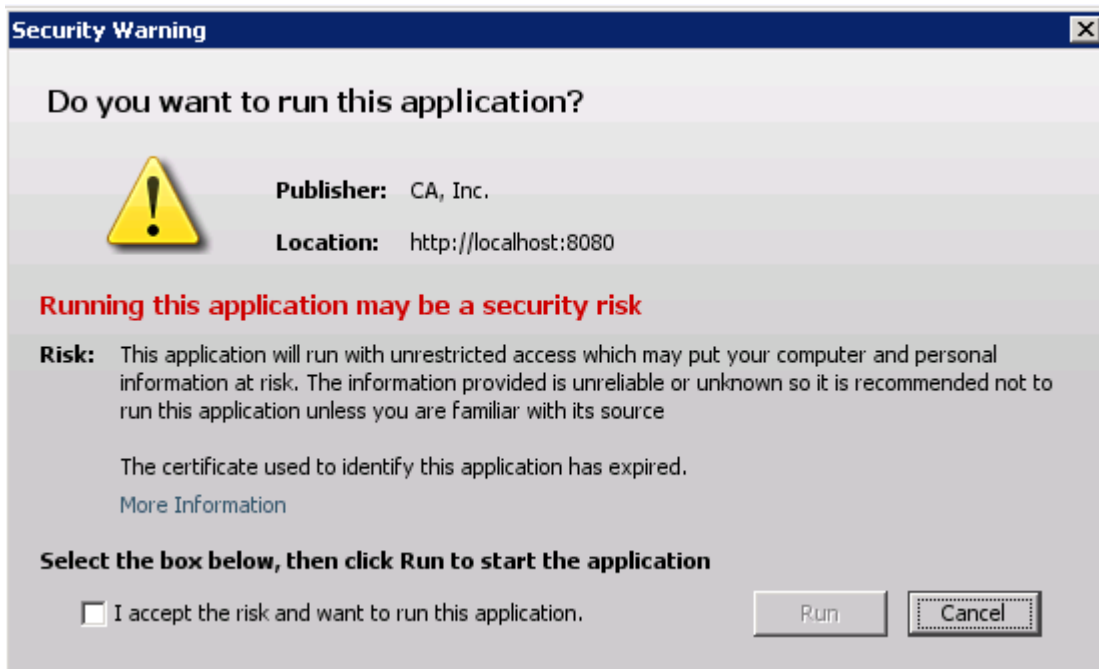 Security Warning
Do you want to run this application?
Publisher: CA, Inc.
Location: http://localhost:8080
Running this application may be a security risk
Risk: This application will run with unrestricted access which may put your computer and personal
information at risk. The information provided is unreliable or unknown so it is recommended not to
run this application unless you are familiar with its source
The certificate used to identify this application has expired.
More Information
Select the box below, then click Run to start the application
I accept the risk and want to run this application.
Run
Cancel